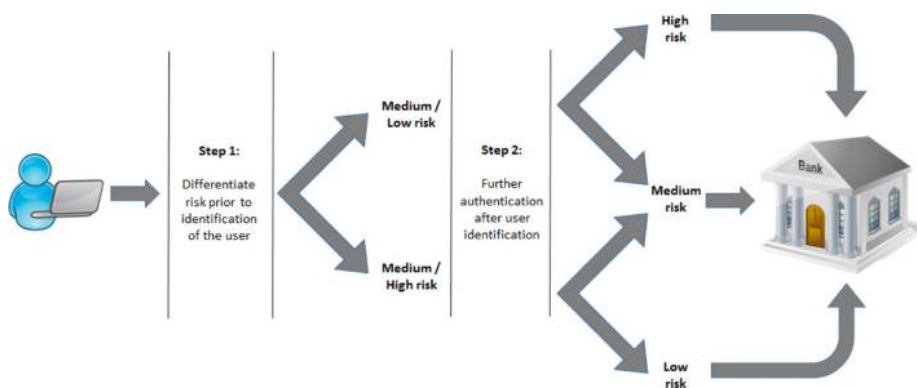 Step 1:
Differentiate
risk prior to
identification
of the user
Medium /
Low risk
Medium /
High risk
Step 2:
Further
authentication
after user
identification
High
risk
Medium
risk
Low
risk
Bank